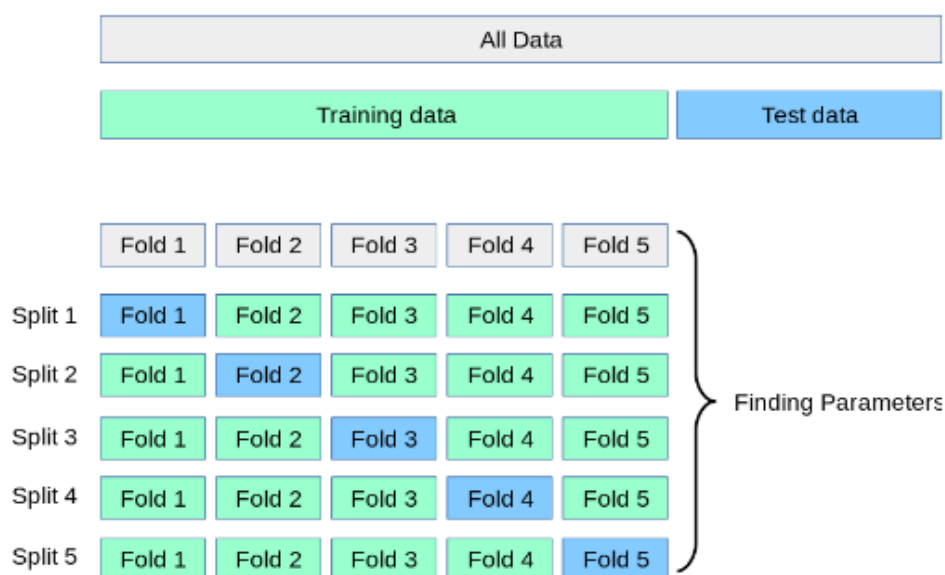 All Data
Training data Test data
Fold 1 Fold 2 Fold 3 Fold 4 Fold 5
Split 1 Fold 1 Fold 2 Fold 3 Fold 4 Fold 5
Split 2 Fold 1 Fold 2 Fold 3 Fold 4 Fold 5
Finding Parameters
Split 3 Fold 1 Fold 2 Fold 3 Fold 4 Fold 5
Split 4 Fold 1 Fold 2 Fold 3 Fold 4 Fold 5
Split 5 Fold 1 Fold 2 Fold 3 Fold 4 Fold 5